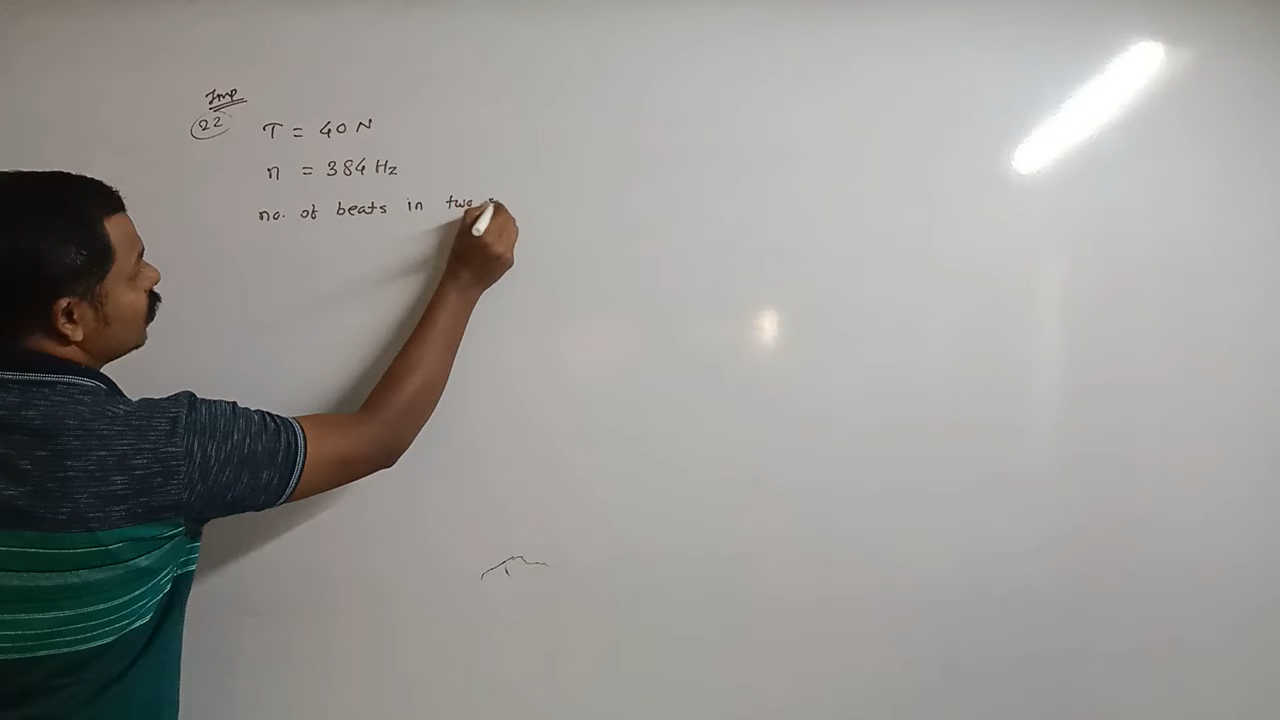 Imp
22 T = 40 N
n = 384 Hz
no. of beats in two